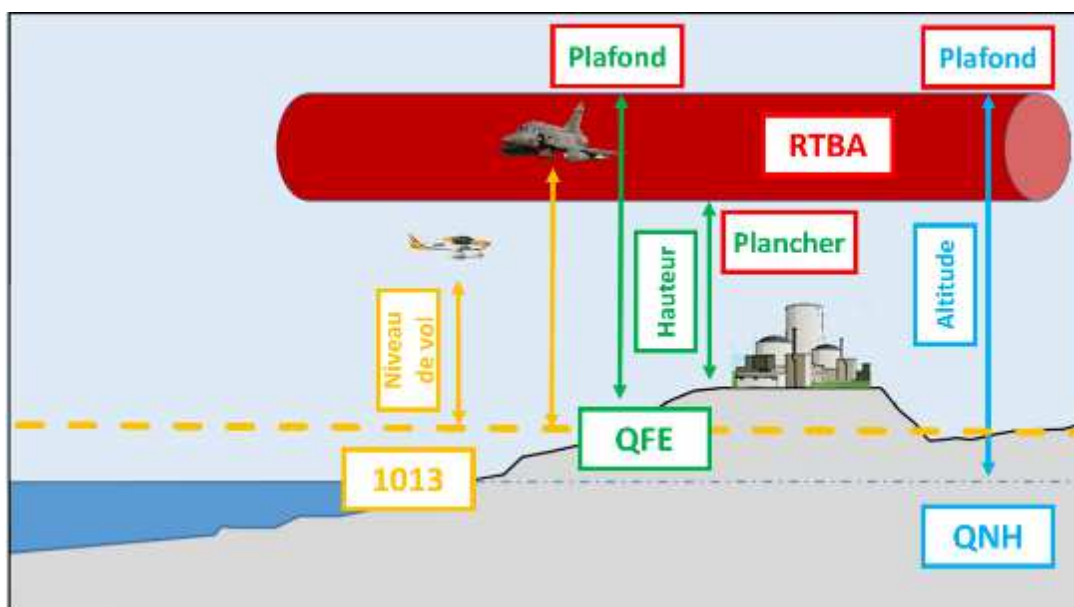 Plafond
Plafond
RTBA
Plancher
Hauteur
Altitude
Niveau
de vol
QFE
1013
QNH